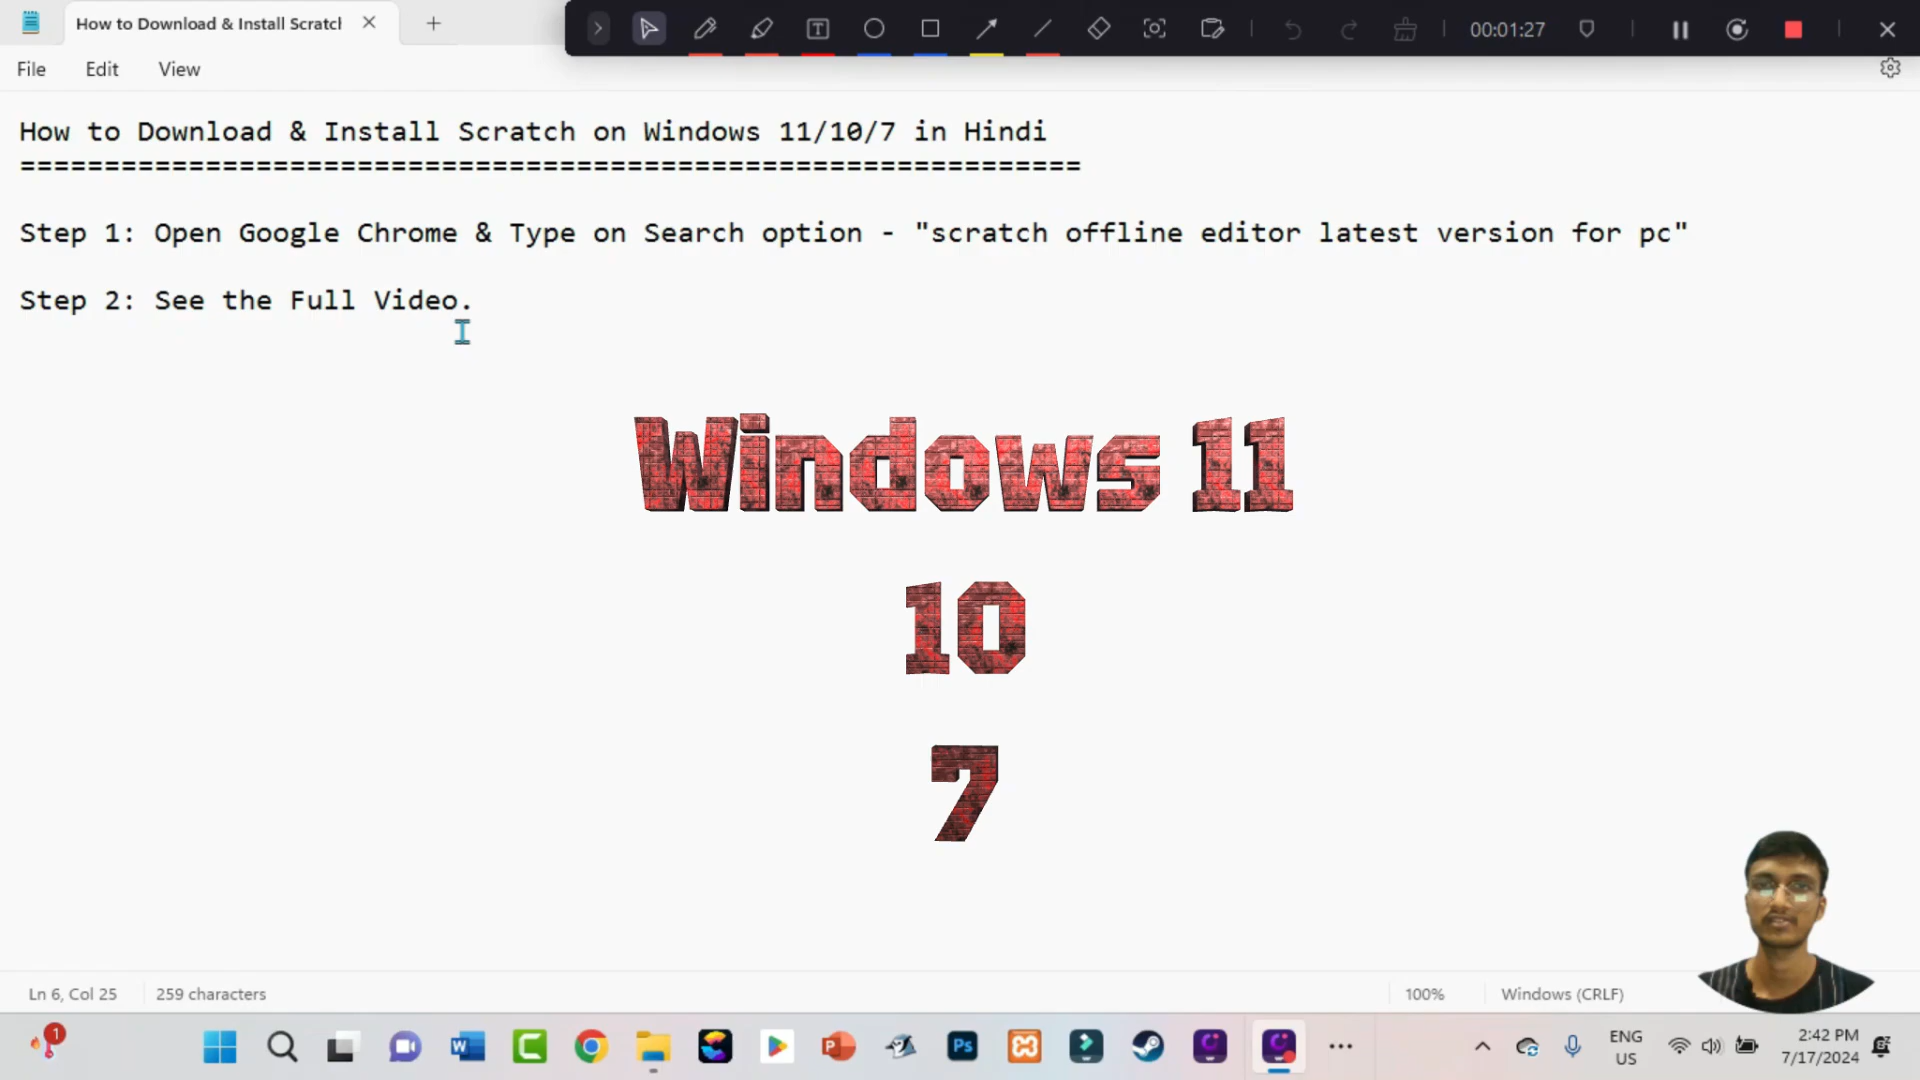 How to Download & Install Scratch
00:01:27
File Edit View
How to Download & Install Scratch on Windows 11/10/7 in Hindi
===============================================================
Step 1: Open Google Chrome & Type on Search option - "scratch offline editor latest version for pc"
Step 2: See the Full Video.
Windows 11
10
7
Ln 6, Col 25 259 characters 100% Windows (CRLF)
1
W
C
P
Ps
ENG
US
2:42 PM
7/17/2024